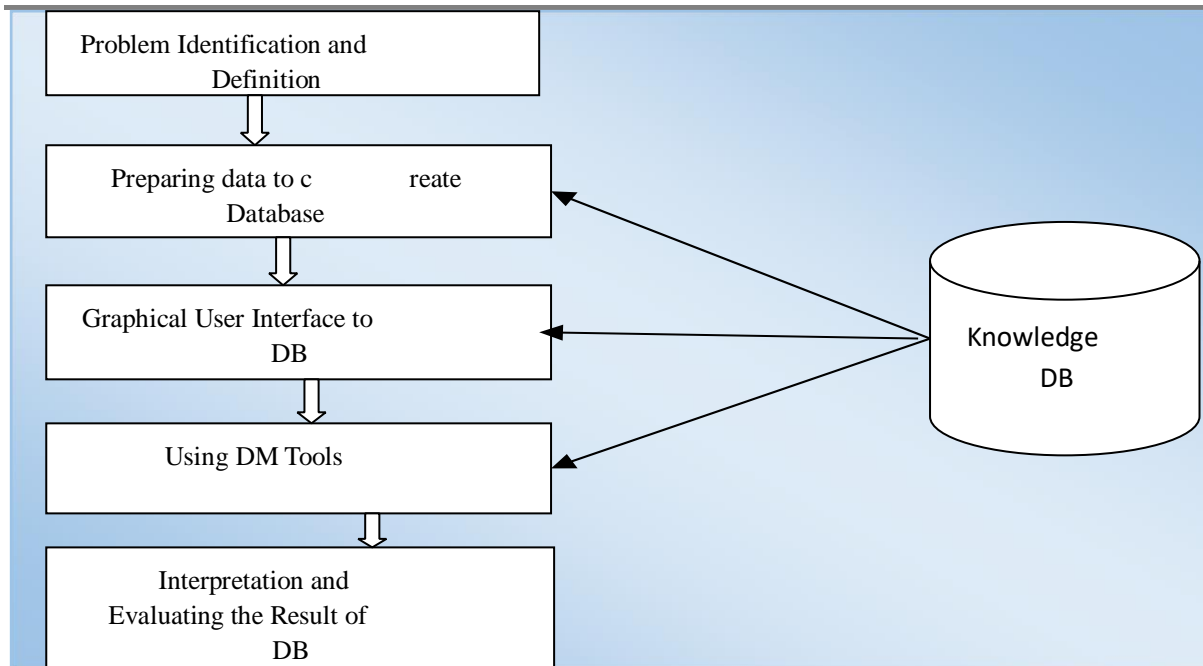 Problem Identification and
Definition
Preparing data to c reate
Database
Graphical User Interface to
DB
Knowledge
DB
Using DM Tools
Interpretation and
Evaluating the Result of
DB